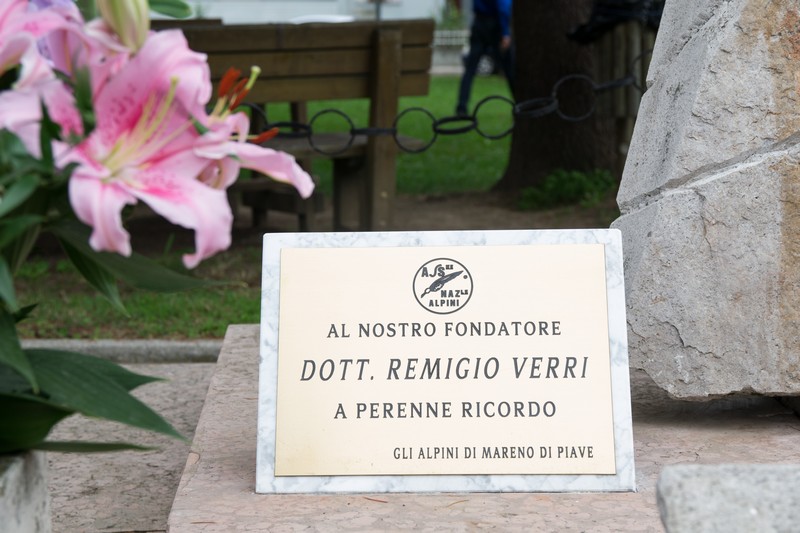 ASS.NE
NAZ.LE
ALPINI
AL NOSTRO FONDATORE
DOTT. REMIGIO VERRI
A PERENNE RICORDO
GLI ALPINI DI MARENO DI PIAVE